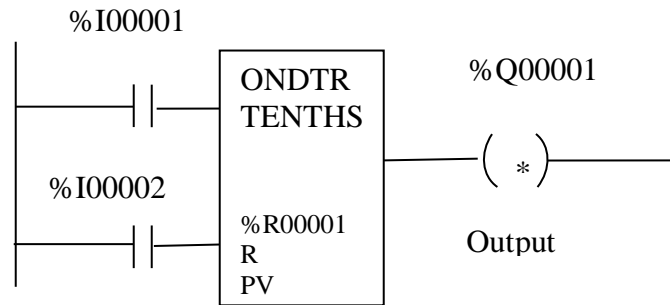 %I00001
ONDTR
TENTHS
%Q00001
( * )
%I00002
%R00001
R
PV
Output